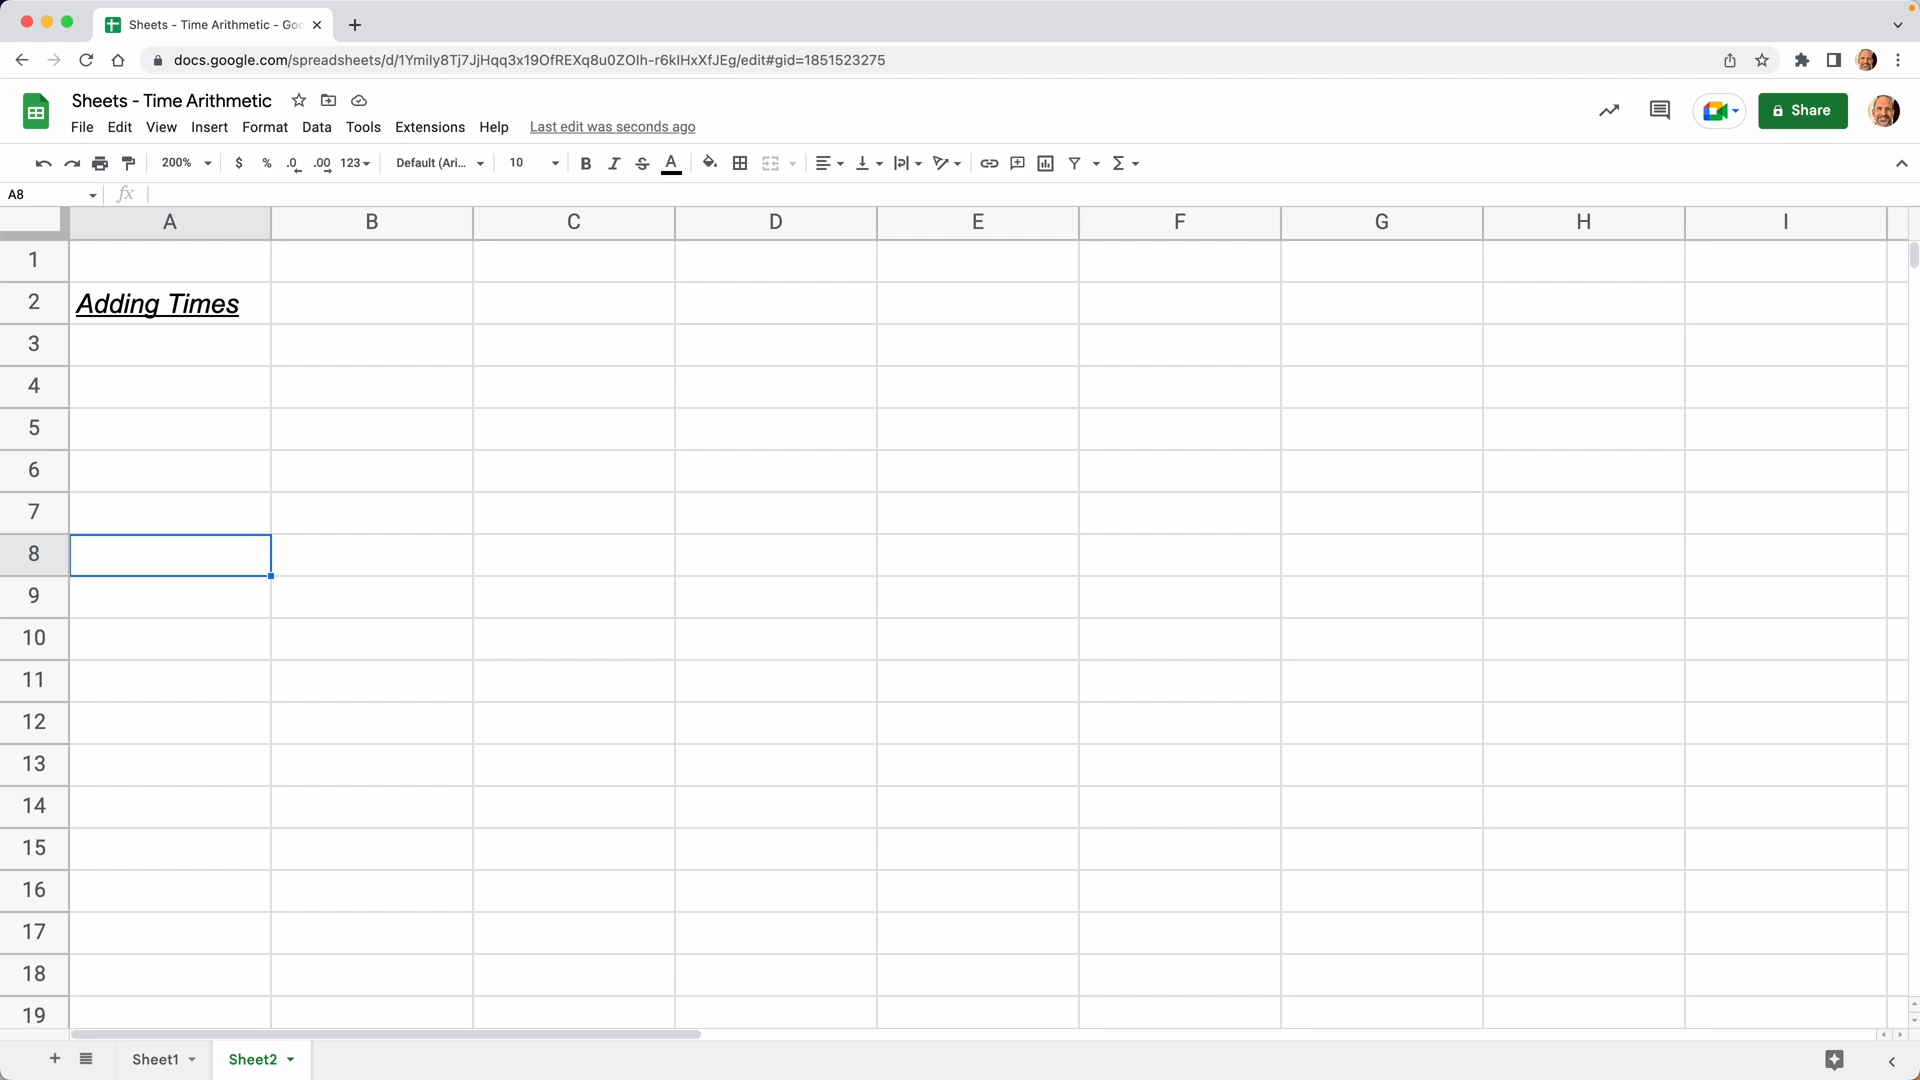 Sheets - Time Arithmetic - Goo
docs.google.com/spreadsheets/d/1Ymily8Tj7JjHqq3x19OfREXq8u0ZOlh-r6klHxXfJEg/edit#gid=1851523275
Sheets - Time Arithmetic
File Edit View Insert Format Data Tools Extensions Help Last edit was seconds ago
Share
200% $ % .0 .00 123 Default (Ari... 10 B I S A
A8 fx
A B C D E F G H I
1
2 Adding Times
3
4
5
6
7
8
9
10
11
12
13
14
15
16
17
18
19
Sheet1 Sheet2